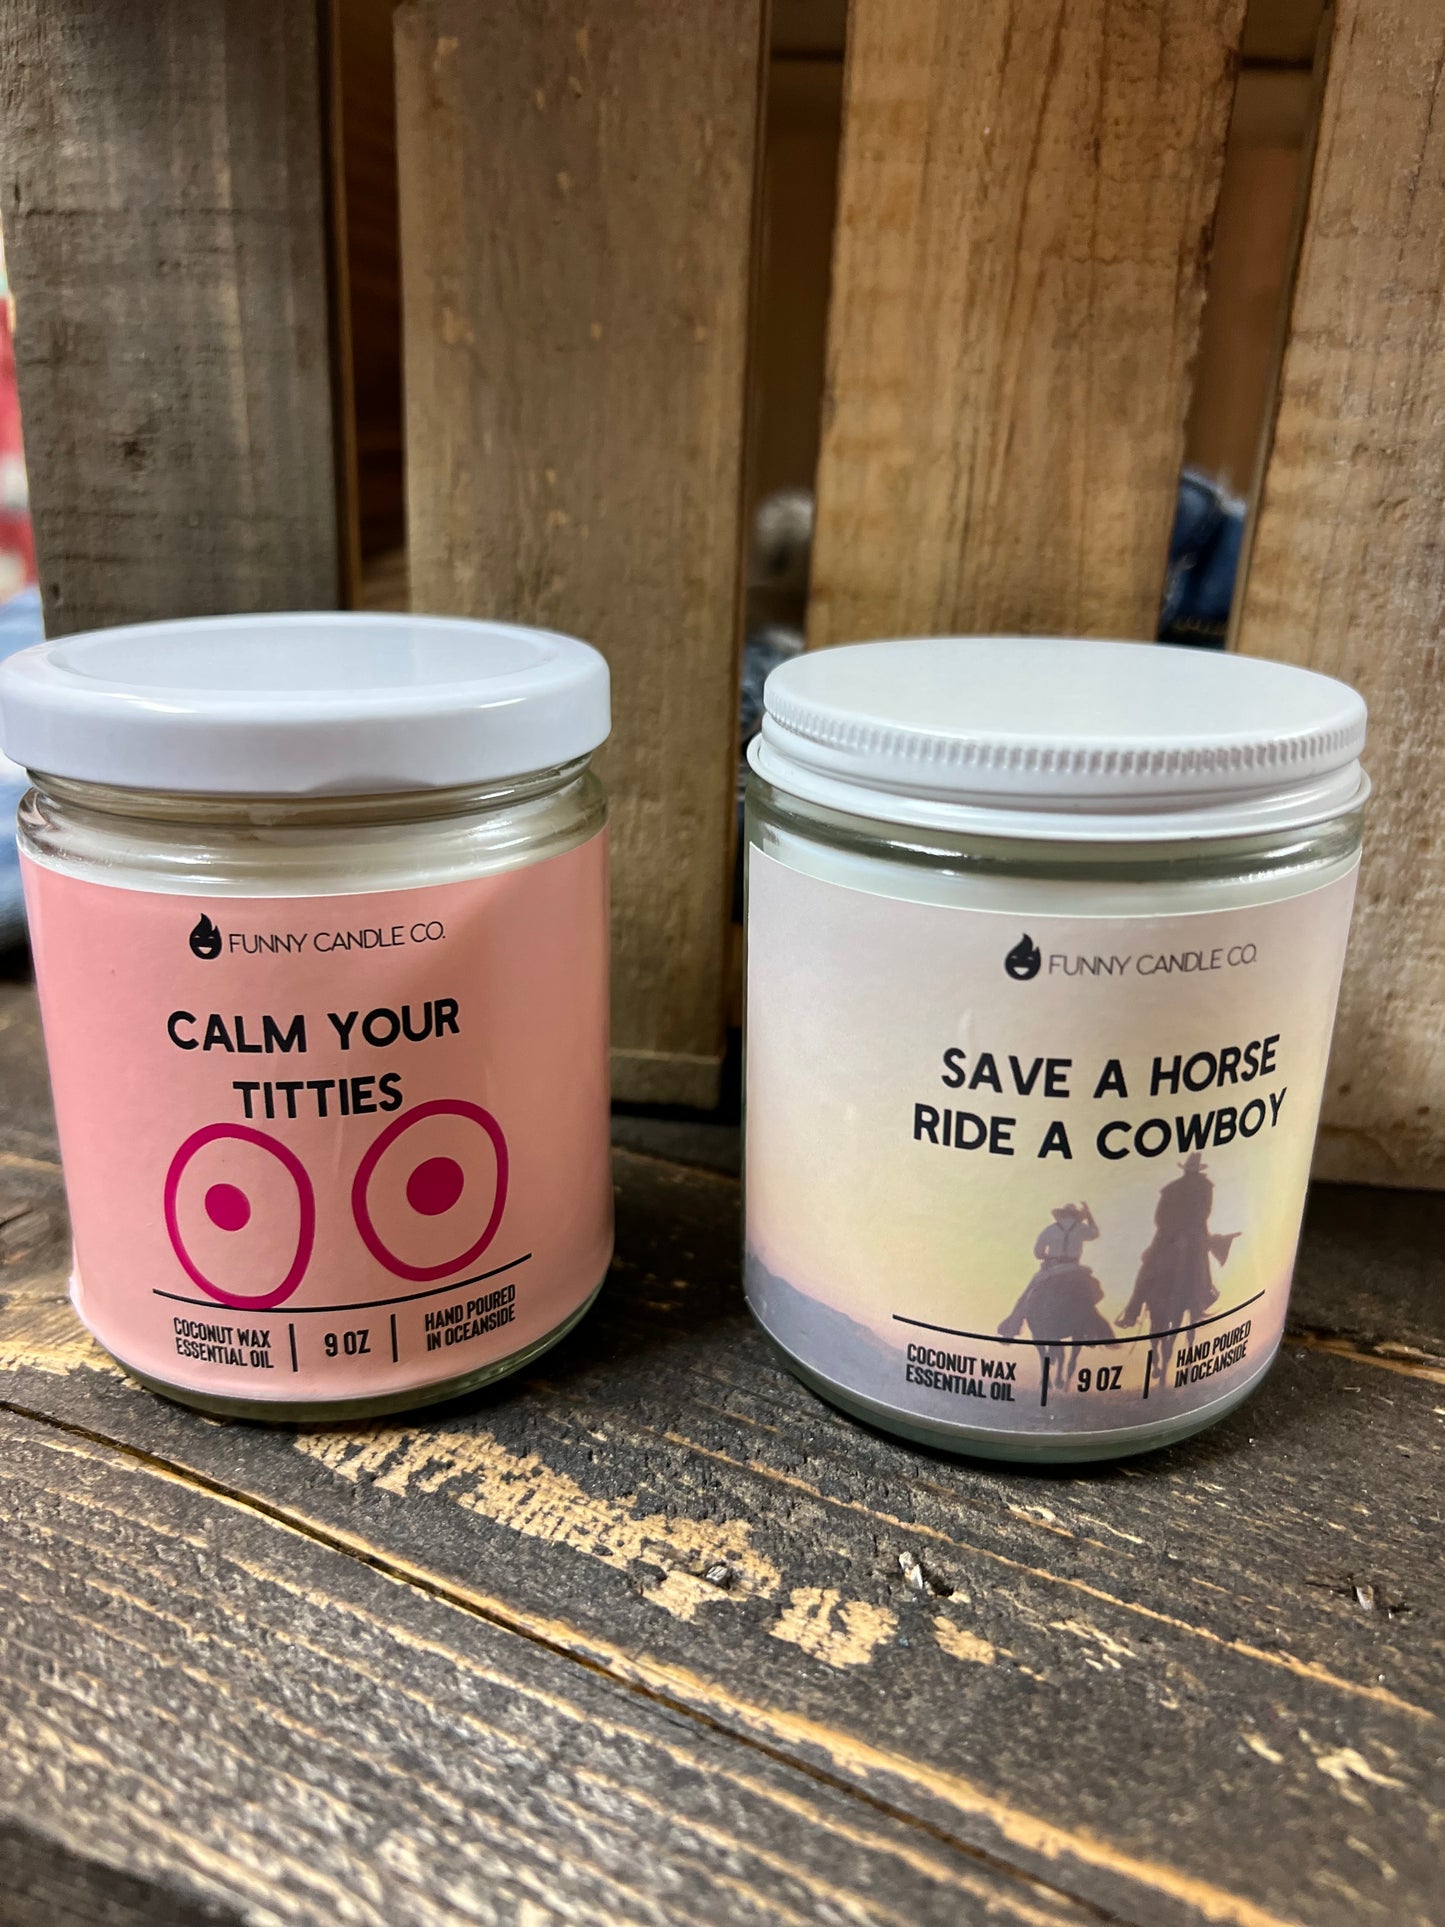 FUNNY CANDLE CO.
CALM YOUR
TITTIES
COCONUT WAX
ESSENTIAL OIL
9 OZ
HAND POURED
IN OCEANSIDE
FUNNY CANDLE CO.
SAVE A HORSE
RIDE A COWBOY
COCONUT WAX
ESSENTIAL OIL
9 OZ
HAND POURED
IN OCEANSIDE